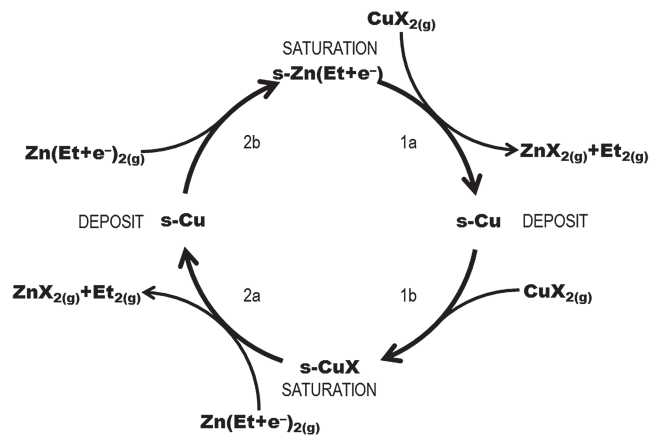 CuX2(g)
SATURATION
s-Zn(Et+e–)
Zn(Et+e–)2(g)
2b
1a
ZnX2(g)+Et2(g)
DEPOSIT s-Cu
s-Cu DEPOSIT
ZnX2(g)+Et2(g)
2a
1b
CuX2(g)
s-CuX
SATURATION
Zn(Et+e–)2(g)